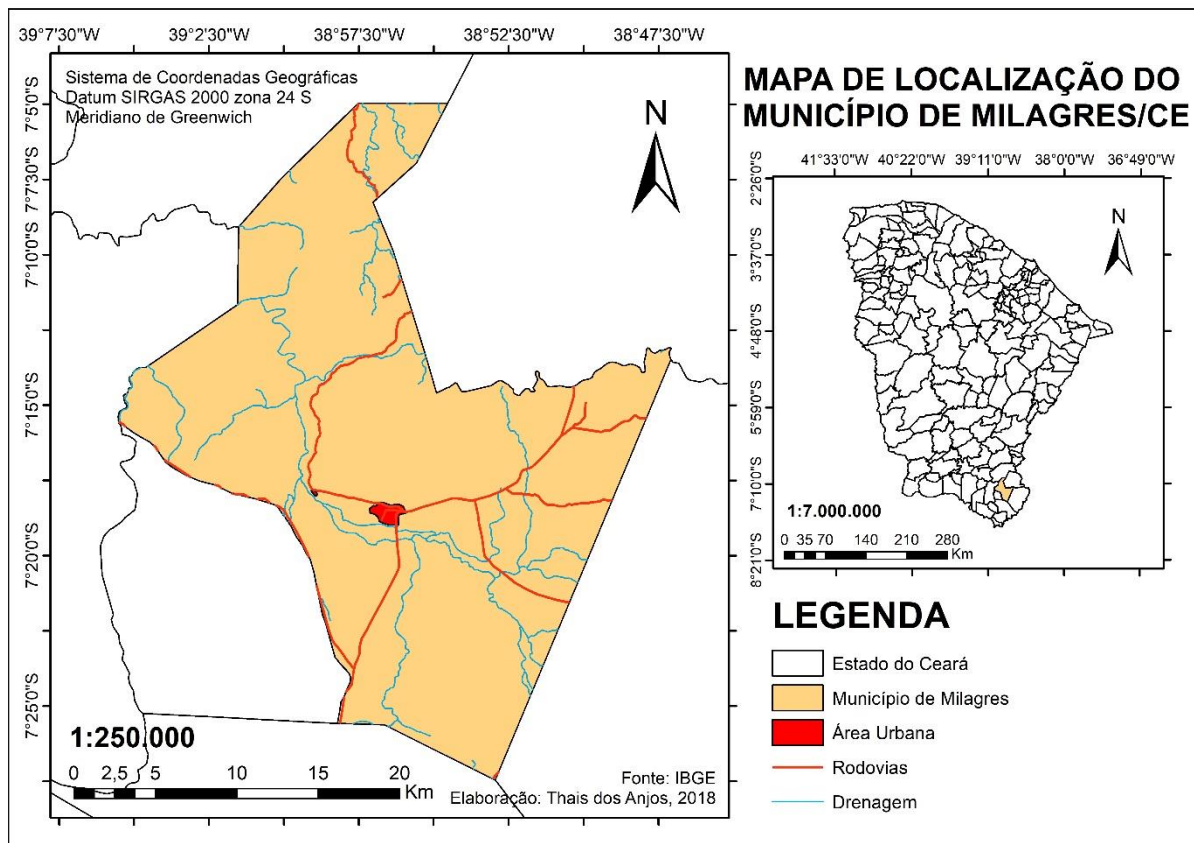 39°7'30"W 39°2'30"W 38°57'30"W 38°52'30"W 38°47'30"W
Sistema de Coordenadas Geográficas
Datum SIRGAS 2000 zona 24 S
Meridiano de Greenwich
N
7°5'0"S
7°7'30"S
7°10'0"S
7°15'0"S
7°20'0"S
7°25'0"S
1:250.000
0 2,5 5 10 15 20
Km
Fonte: IBGE
Elaboração: Thais dos Anjos, 2018
MAPA DE LOCALIZAÇÃO DO
MUNICÍPIO DE MILAGRES/CE
41°33'0"W 40°22'0"W 39°11'0"W 38°0'0"W 36°49'0"W
N
2°26'0"S
3°37'0"S
4°48'0"S
5°59'0"S
7°10'0"S
8°21'0"S
1:7.000.000
0 35 70 140 210 280
Km
LEGENDA
Estado do Ceará
Município de Milagres
Área Urbana
Rodovias
Drenagem